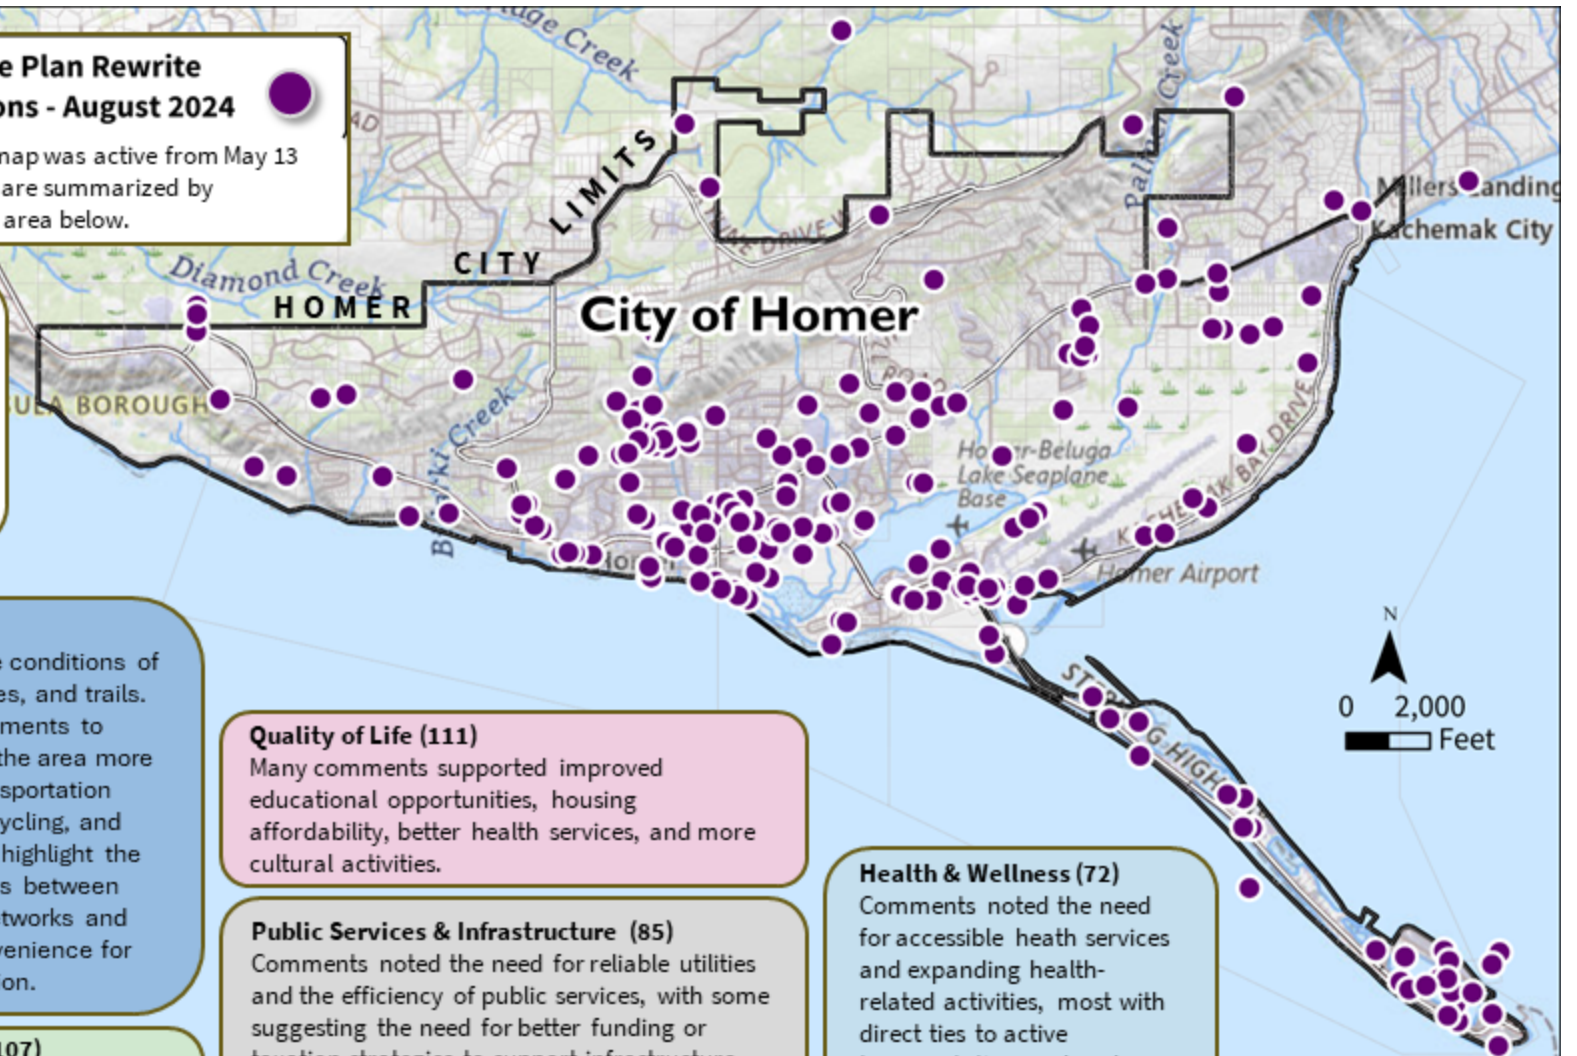 e Plan Rewrite
ons - August 2024
map was active from May 13
are summarized by
area below.
Creek
Creek
Millers Landing
Kachemak City
Diamond Creek
HOMER CITY LIMITS
City of Homer
ROAD
BOROUGH
Creek
Lake Seaplane
Base
BAY DRIVE
Homer Airport
N
0 2,000
Feet
e conditions of
es, and trails.
ments to
the area more
sportation
ycling, and
highlight the
s between
tworks and
venience for
ion.
107)
Quality of Life (111)
Many comments supported improved
educational opportunities, housing
affordability, better health services, and more
cultural activities.
Public Services & Infrastructure (85)
Comments noted the need for reliable utilities
and the efficiency of public services, with some
suggesting the need for better funding or
Health & Wellness (72)
Comments noted the need
for accessible heath services
and expanding health-
related activities, most with
direct ties to active